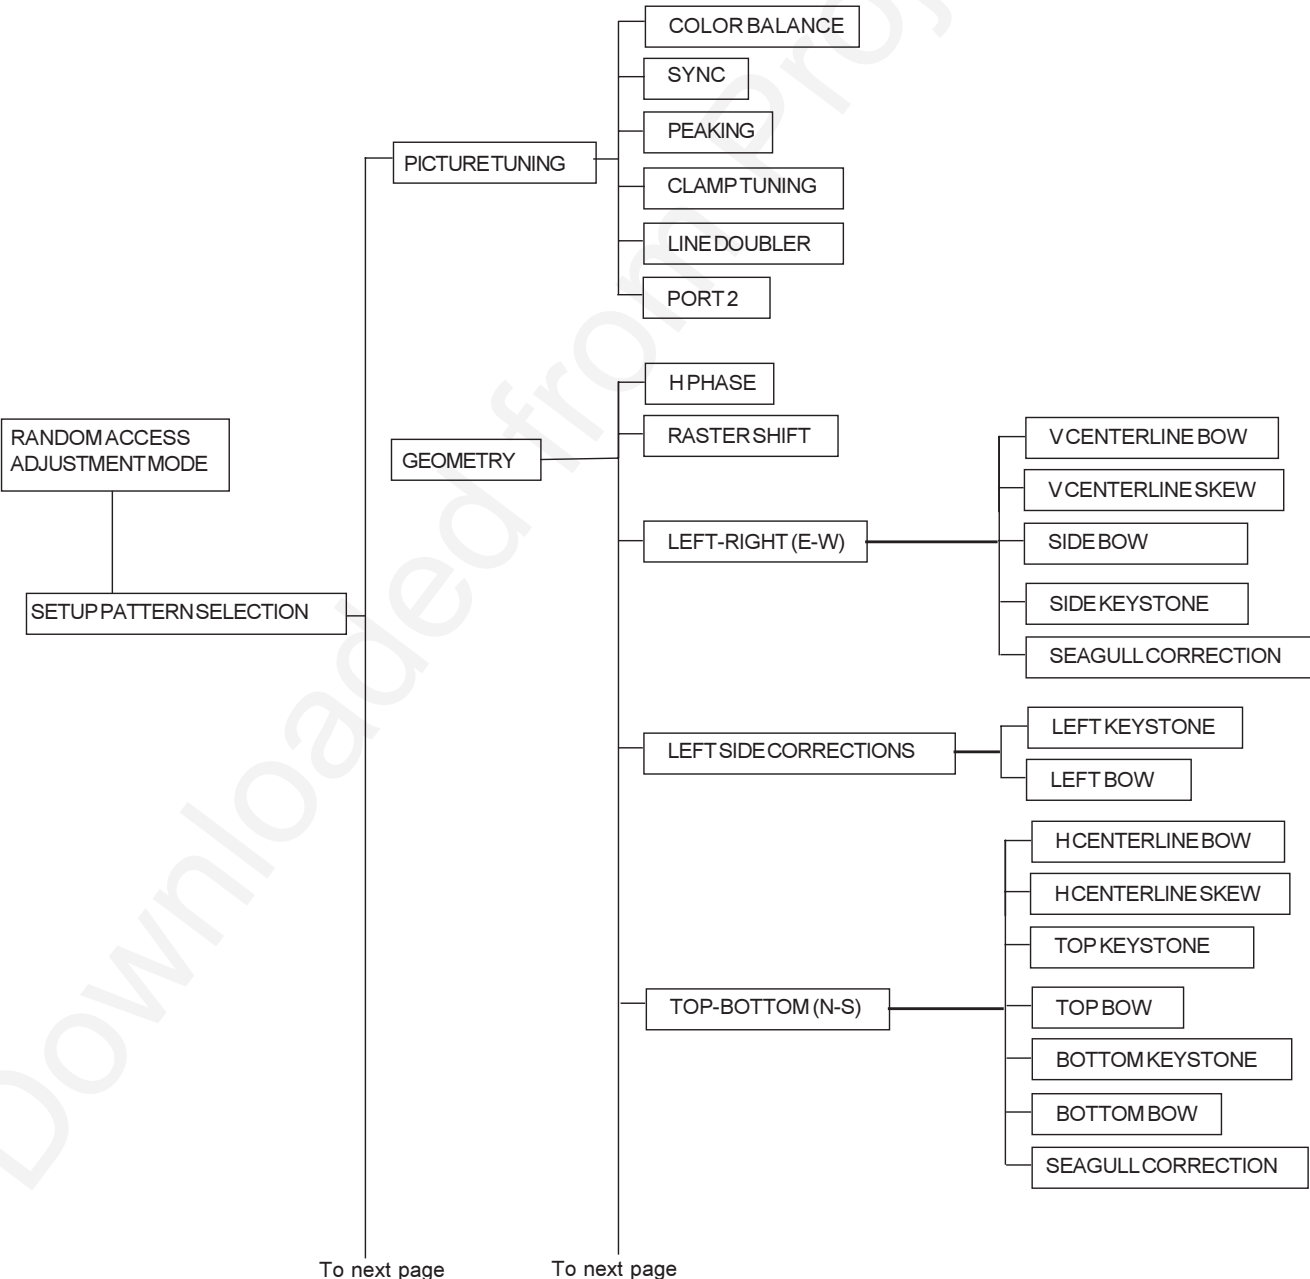 COLOR BALANCE
SYNC
PEAKING
PICTURE TUNING
CLAMP TUNING
LINE DOUBLER
PORT 2
H PHASE
RANDOM ACCESS
ADJUSTMENT MODE
RASTER SHIFT
GEOMETRY
V CENTERLINE BOW
V CENTERLINE SKEW
LEFT-RIGHT (E-W)
SIDE BOW
SETUP PATTERN SELECTION
SIDE KEYSTONE
SEAGULL CORRECTION
LEFT KEYSTONE
LEFT SIDE CORRECTIONS
LEFT BOW
H CENTERLINE BOW
H CENTERLINE SKEW
TOP KEYSTONE
TOP-BOTTOM (N-S)
TOP BOW
BOTTOM KEYSTONE
BOTTOM BOW
SEAGULL CORRECTION
To next page
To next page
Downloaded from Proj